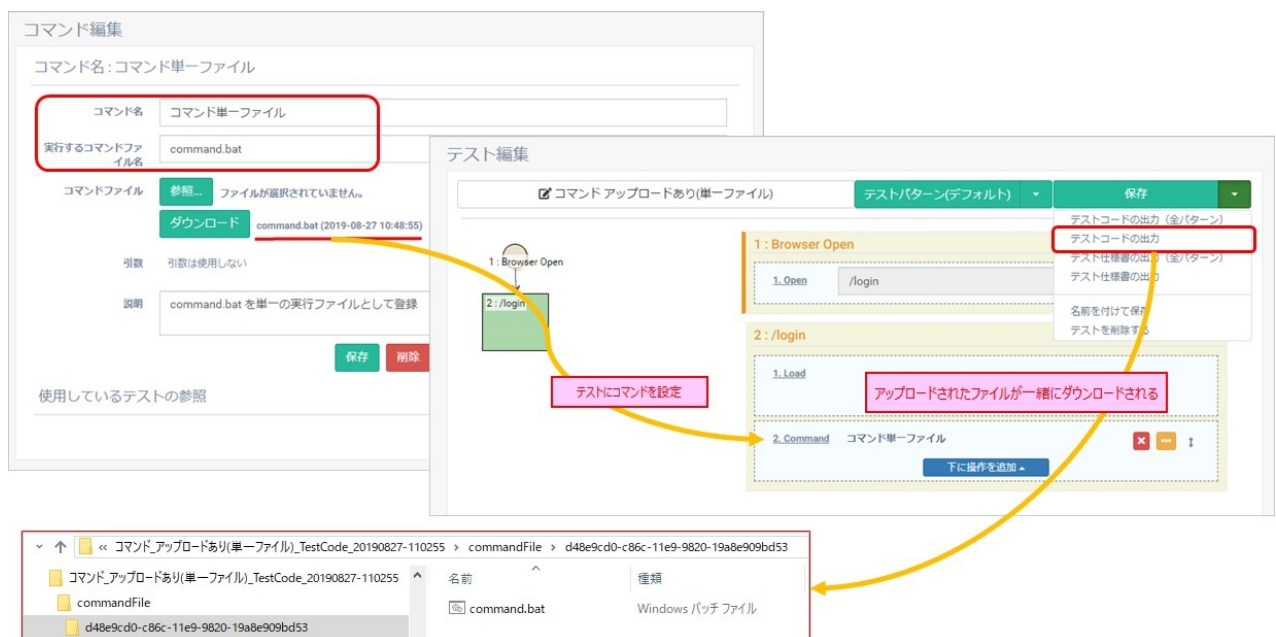 コマンド編集
コマンド名:コマンド単一ファイル
コマンド名
コマンド単一ファイル
実行するコマンドファ
イル名
command.bat
コマンドファイル
参照...
ファイルが選択されていません。
ダウンロード
command.bat (2019-08-27 10:48:55)
引数
引数は使用しない
説明
command.bat を単一の実行ファイルとして登録
保存
削除
使用しているテストの参照
テスト編集
コマンド アップロードあり(単一ファイル)
テストパターン(デフォルト)
保存
テストコードの出力 (全パターン)
テストコードの出力
テスト仕様書の出力 (全パターン)
テスト仕様書の出力
名前を付けて保存
テストを削除する
1 : Browser Open
2 : /login
1 : Browser Open
1. Open
/login
2 : /login
1. Load
2. Command
コマンド単一ファイル
下に操作を追加
テストにコマンドを設定
アップロードされたファイルが一緒にダウンロードされる
« コマンド_アップロードあり(単一ファイル)_TestCode_20190827-110255 › commandFile › d48e9cd0-c86c-11e9-9820-19a8e909bd53
コマンド_アップロードあり(単一ファイル)_TestCode_20190827-110255
commandFile
d48e9cd0-c86c-11e9-9820-19a8e909bd53
名前
種類
command.bat
Windows バッチ ファイル